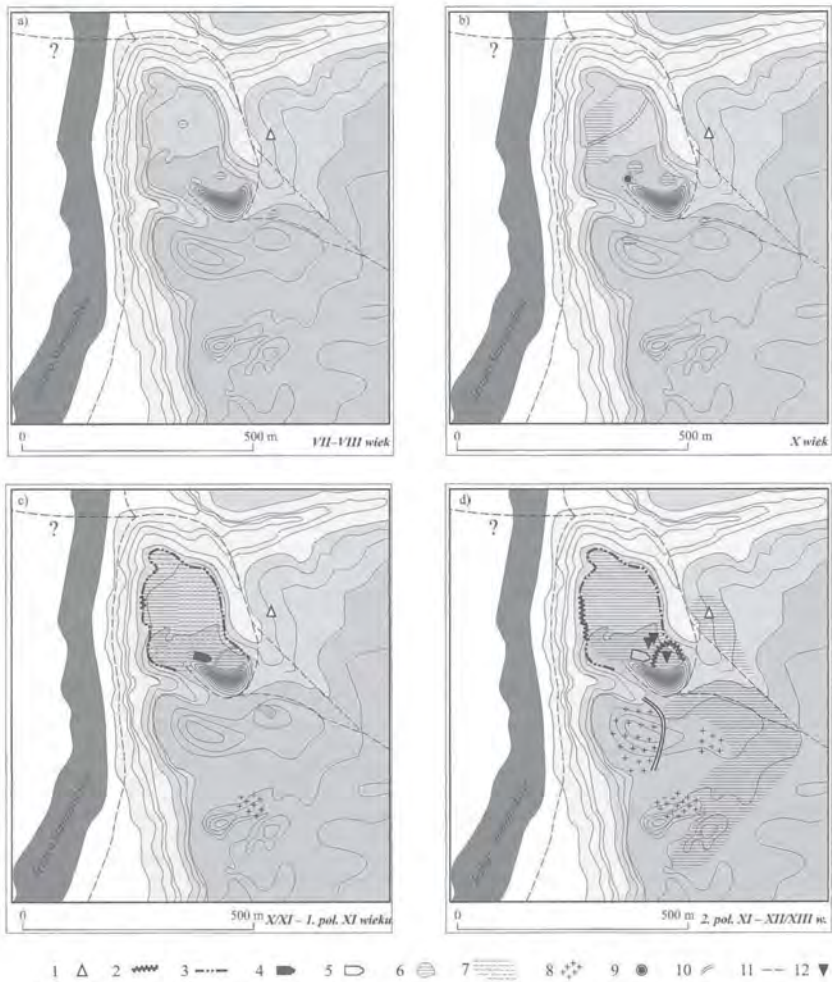 a)
?
0 500 m VII–VIII wiek
b)
?
0 500 m X wiek
c)
?
0 500 m X/XI – 1. poł. XI wieku
d)
?
0 500 m 2. poł. XI – XII/XIII w.
1 2 3 4 5 6 7 8 9 10 11 12